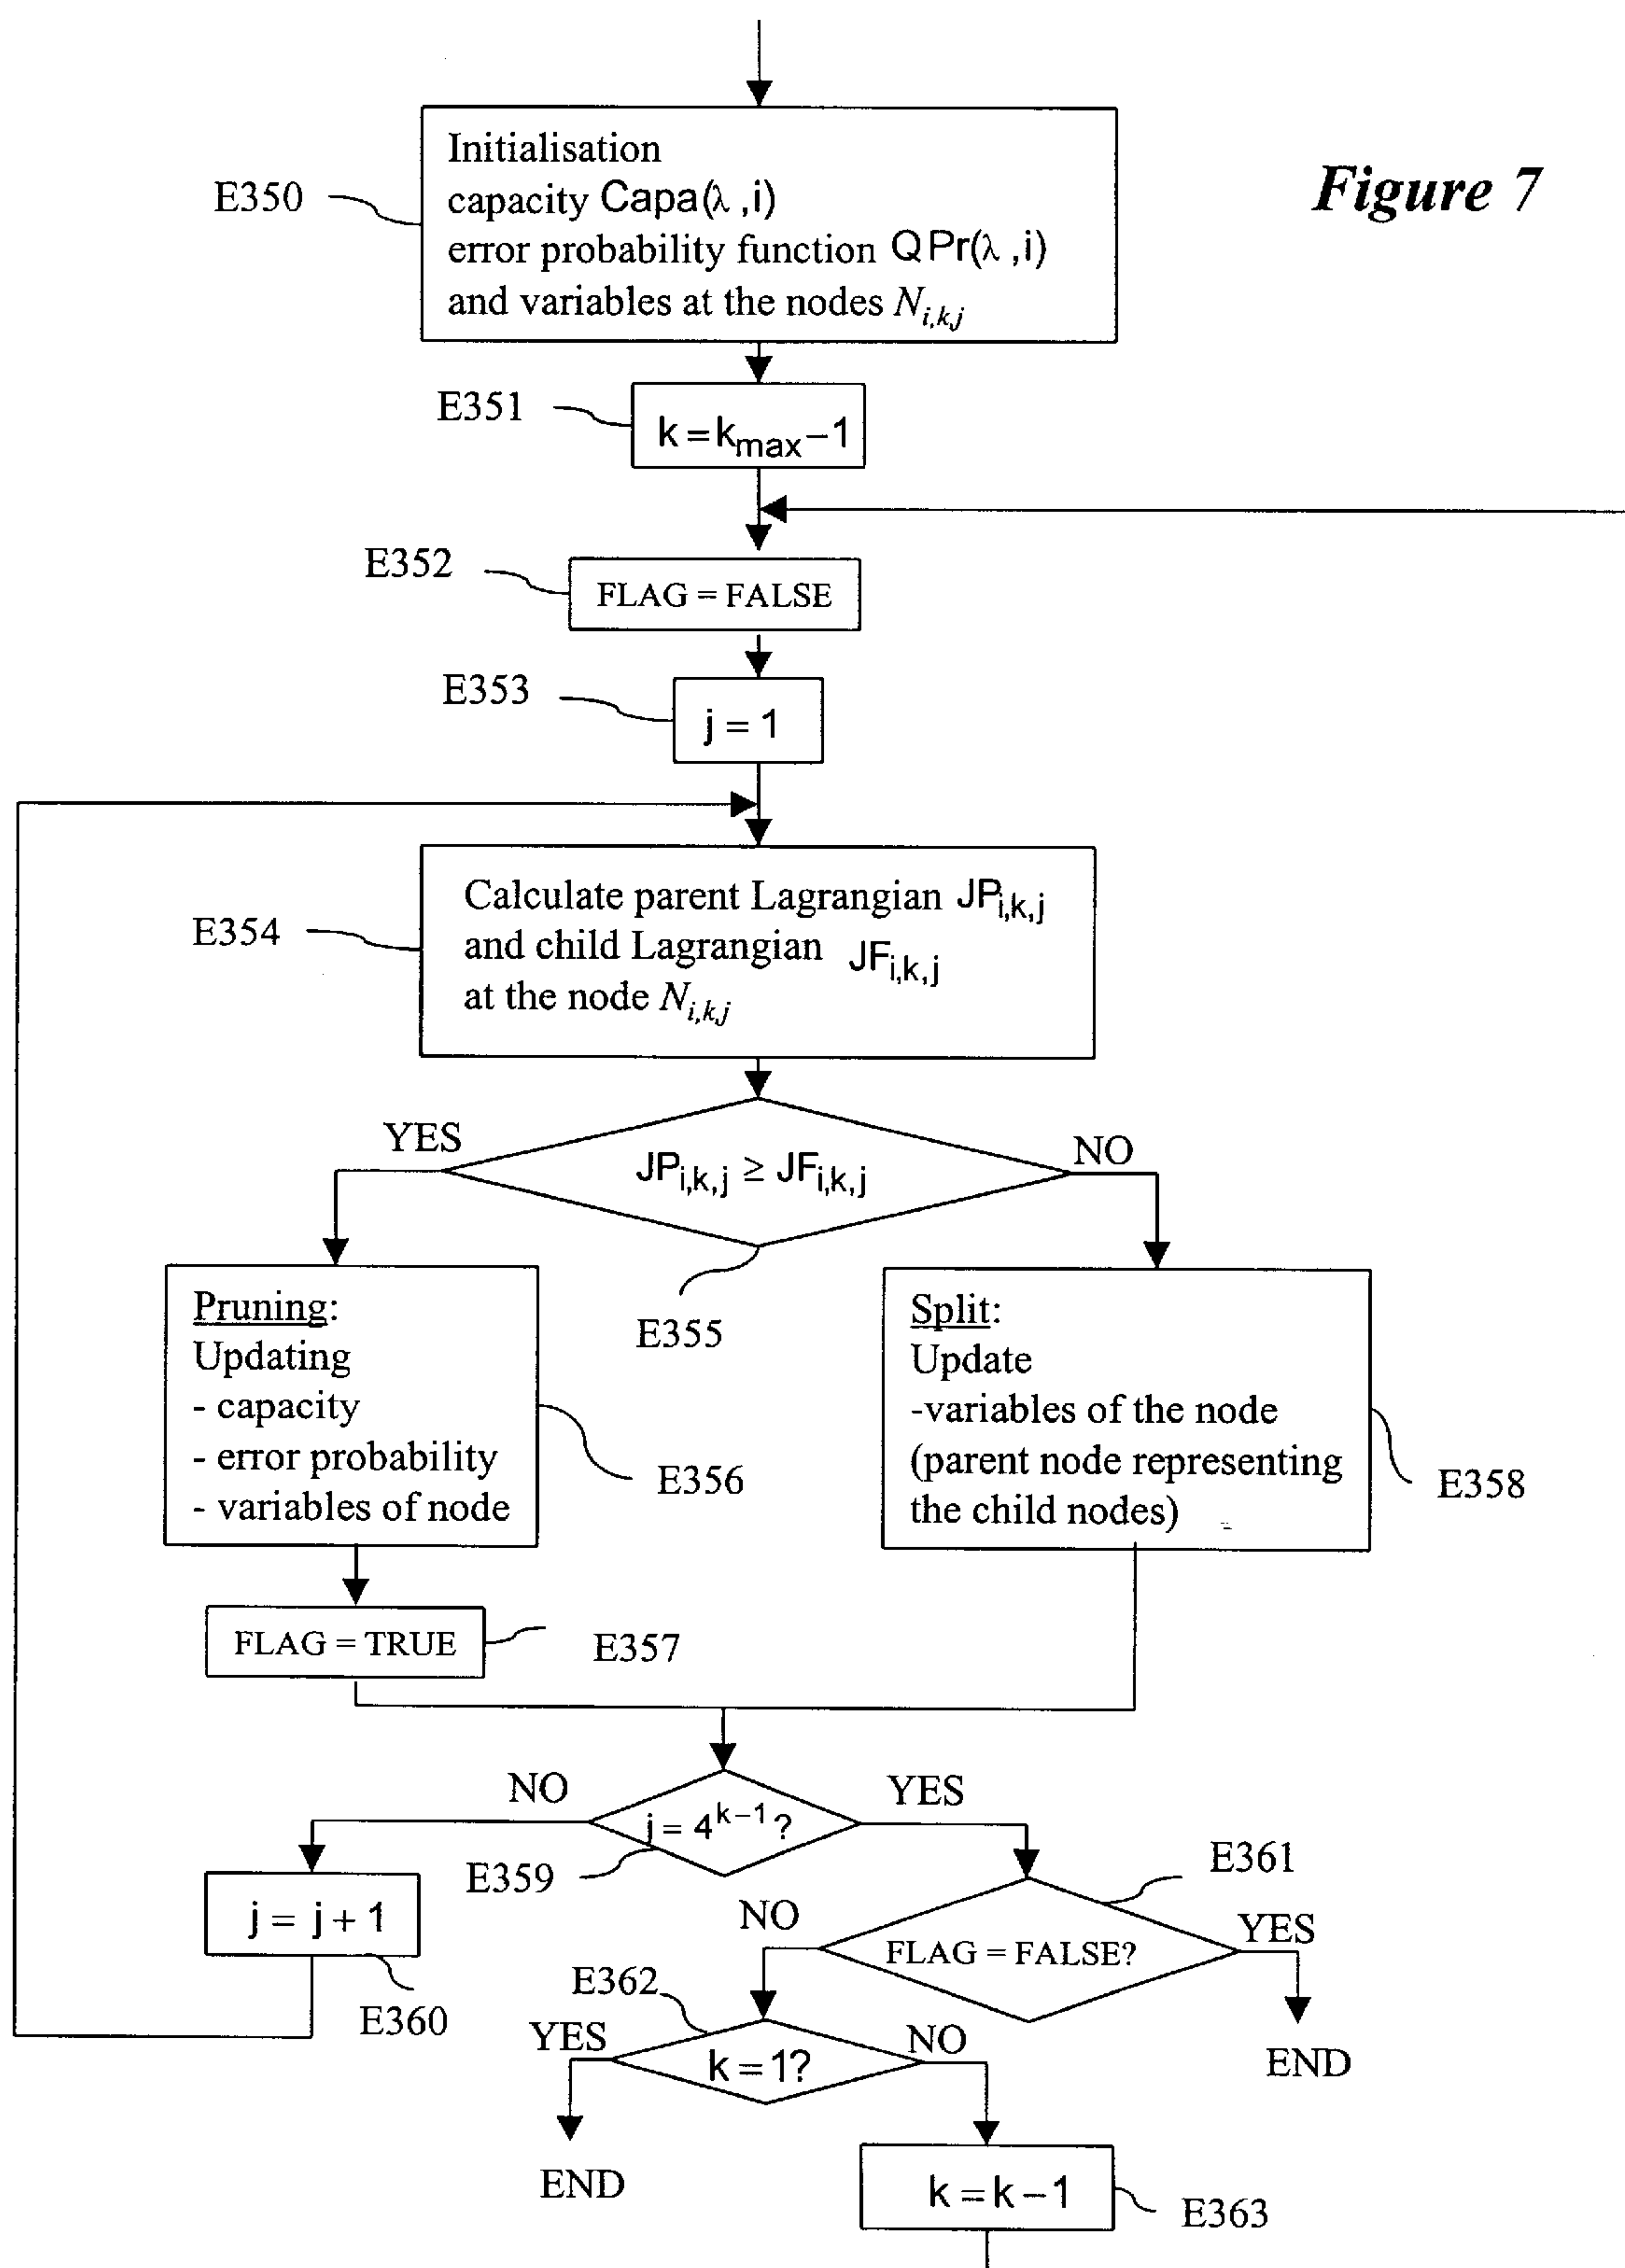 Figure 7
E350
Initialisation
capacity Capa(λ,i)
error probability function QPr(λ,i)
and variables at the nodes N_{i,k,j}
E351
k=k_{max}-1
E352
FLAG = FALSE
E353
j = 1
E354
Calculate parent Lagrangian JP_{i,k,j}
and child Lagrangian JF_{i,k,j}
at the node N_{i,k,j}
YES
JP_{i,k,j} ≥ JF_{i,k,j}
NO
E355
Pruning:
Updating
- capacity
- error probability
- variables of node
E356
Split:
Update
-variables of the node
(parent node representing
the child nodes)
E358
FLAG = TRUE
E357
NO
j = 4^{k-1}?
YES
E359
E361
j = j+1
E360
NO
FLAG = FALSE?
YES
E362
YES
k=1?
NO
END
END
k=k-1
E363